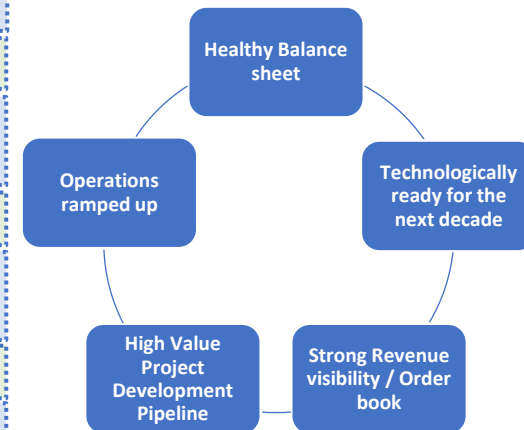 Healthy Balance
sheet
Technologically
ready for the
next decade
Strong Revenue
visibility / Order
book
High Value
Project
Development
Pipeline
Operations
ramped up